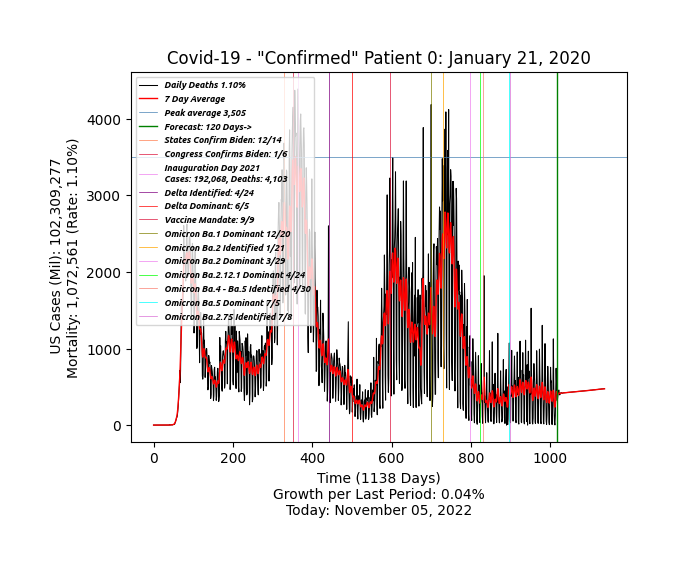 Covid-19 - "Confirmed" Patient 0: January 21, 2020
US Cases (Mil): 102,309,277
Mortality: 1,072,561 (Rate: 1.10%)
4000
3000
2000
1000
0
Daily Deaths 1.10%
7 Day Average
Peak average 3,505
Forecast: 120 Days->
States Confirm Biden: 12/14
Congress Confirms Biden: 1/6
Inauguration Day 2021
Cases: 192,068, Deaths: 4,103
Delta Identified: 4/24
Delta Dominant: 6/5
Vaccine Mandate: 9/9
Omicron Ba.1 Dominant 12/20
Omicron Ba.2 Identified 1/21
Omicron Ba.2 Dominant 3/29
Omicron Ba.2.12.1 Dominant 4/24
Omicron Ba.4 - Ba.5 Identified 4/30
Omicron Ba.5 Dominant 7/5
Omicron Ba.2.75 Identified 7/8
0 200 400 600 800 1000
Time (1138 Days)
Growth per Last Period: 0.04%
Today: November 05, 2022